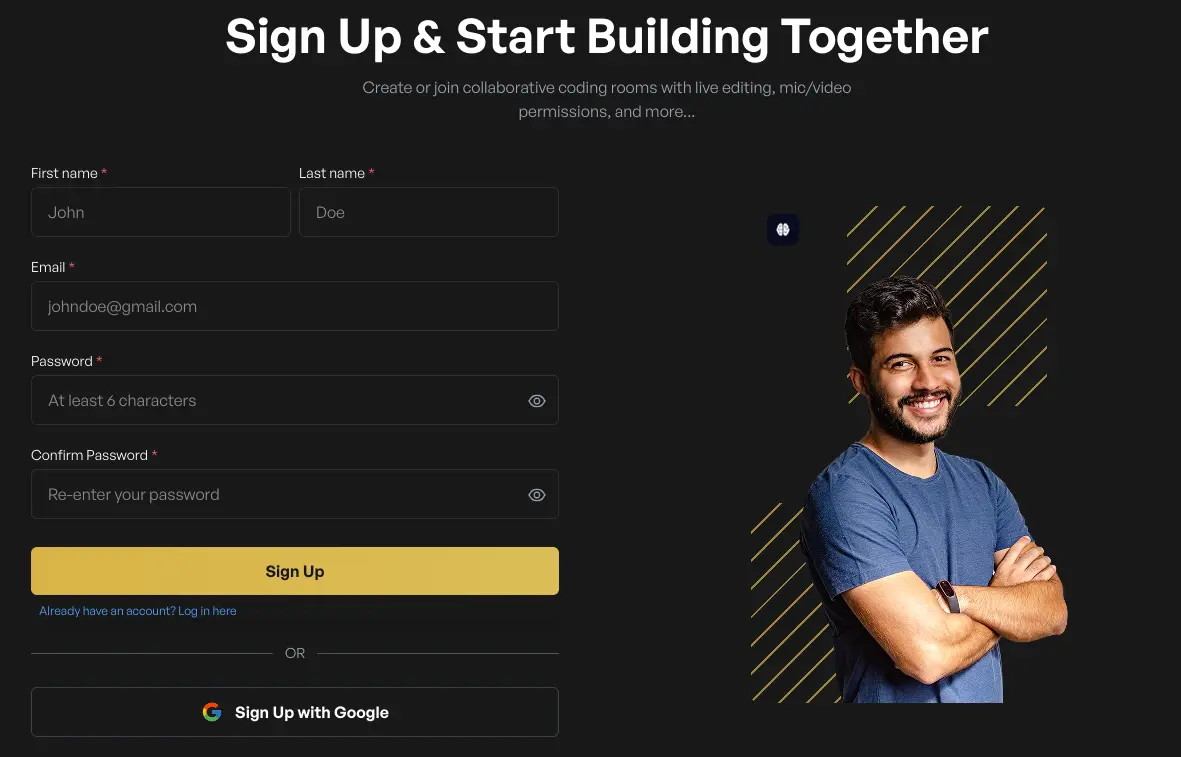 Sign Up & Start Building Together
Create or join collaborative coding rooms with live editing, mic/video
permissions, and more...
First name *
Last name *
John
Doe
Email *
johndoe@gmail.com
Password *
At least 6 characters
Confirm Password *
Re-enter your password
Sign Up
Already have an account? Log in here
OR
Sign Up with Google